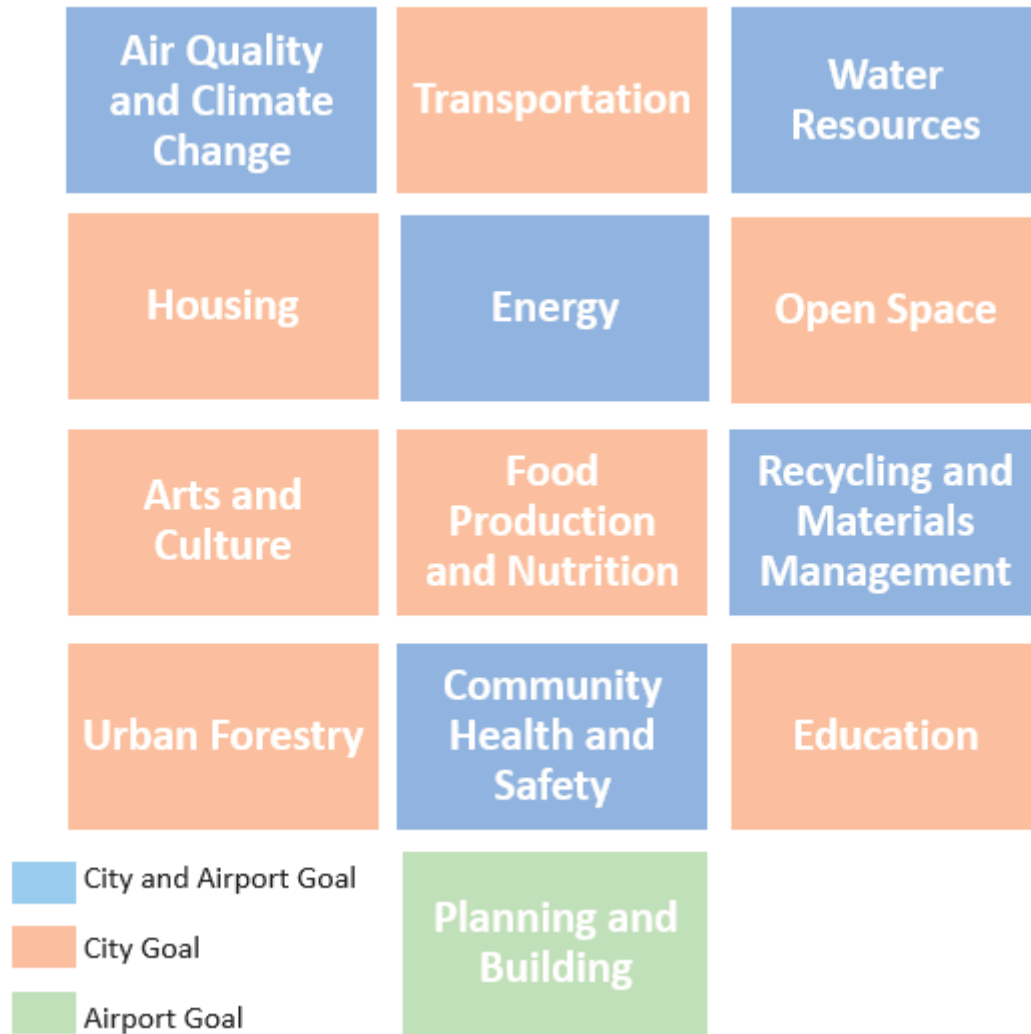 Air Quality
and Climate
Change
Transportation
Water
Resources
Housing
Energy
Open Space
Arts and
Culture
Food
Production
and Nutrition
Recycling and
Materials
Management
Urban Forestry
Community
Health and
Safety
Education
Planning and
Building
City and Airport Goal
City Goal
Airport Goal